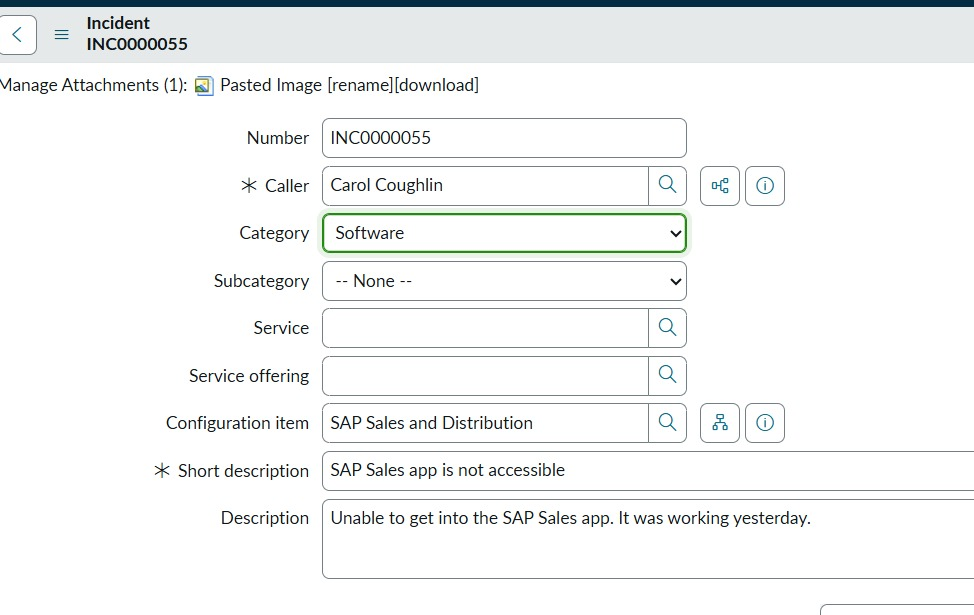 Incident
INC0000055
Manage Attachments (1): Pasted Image [rename][download]
Number INC0000055
Caller Carol Coughlin
Category Software
Subcategory -- None --
Service
Service offering
Configuration item SAP Sales and Distribution
Short description SAP Sales app is not accessible
Description Unable to get into the SAP Sales app. It was working yesterday.